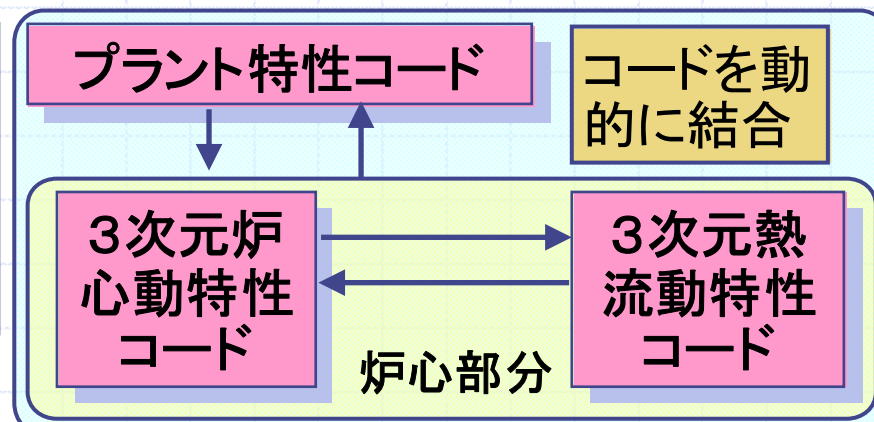 プラント特性コード
コードを動
的に結合
３次元炉
心動特性
コード
３次元熱
流動特性
コード
炉心部分